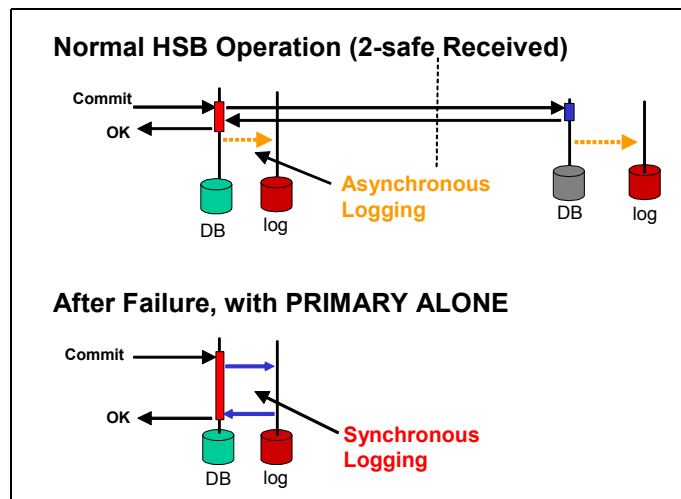 Normal HSB Operation (2-safe Received)
Commit
OK
Asynchronous
Logging
DB
log
DB
log
After Failure, with PRIMARY ALONE
Commit
OK
Synchronous
Logging
DB
log